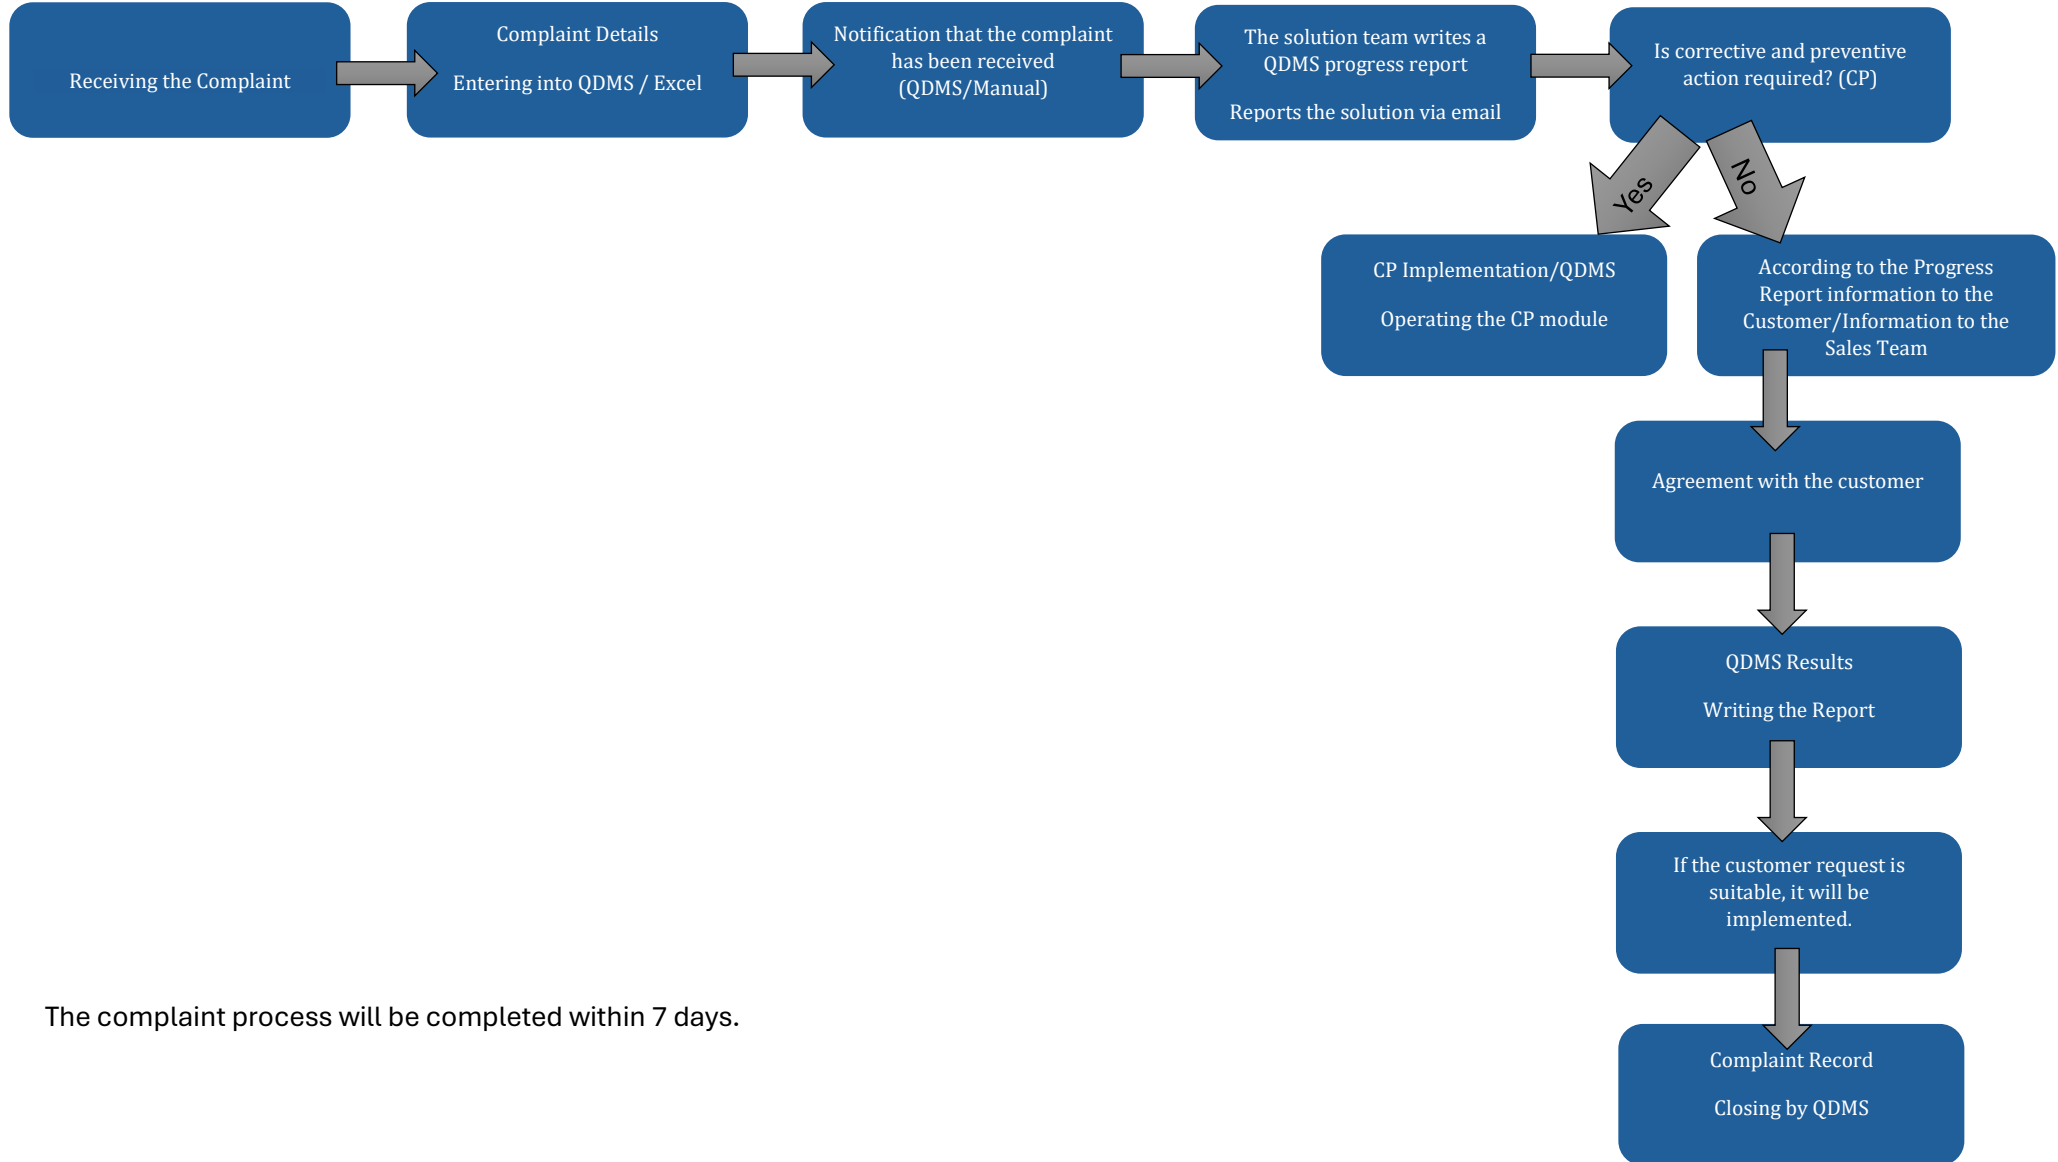 Receiving the Complaint
Complaint Details
Entering into QDMS / Excel
Notification that the complaint
has been received
(QDMS/Manual)
The solution team writes a
QDMS progress report
Reports the solution via email
Is corrective and preventive
action required? (CP)
Yes
No
CP Implementation/QDMS
Operating the CP module
According to the Progress
Report information to the
Customer/Information to the
Sales Team
Agreement with the customer
QDMS Results
Writing the Report
If the customer request is
suitable, it will be
implemented.
The complaint process will be completed within 7 days.
Complaint Record
Closing by QDMS